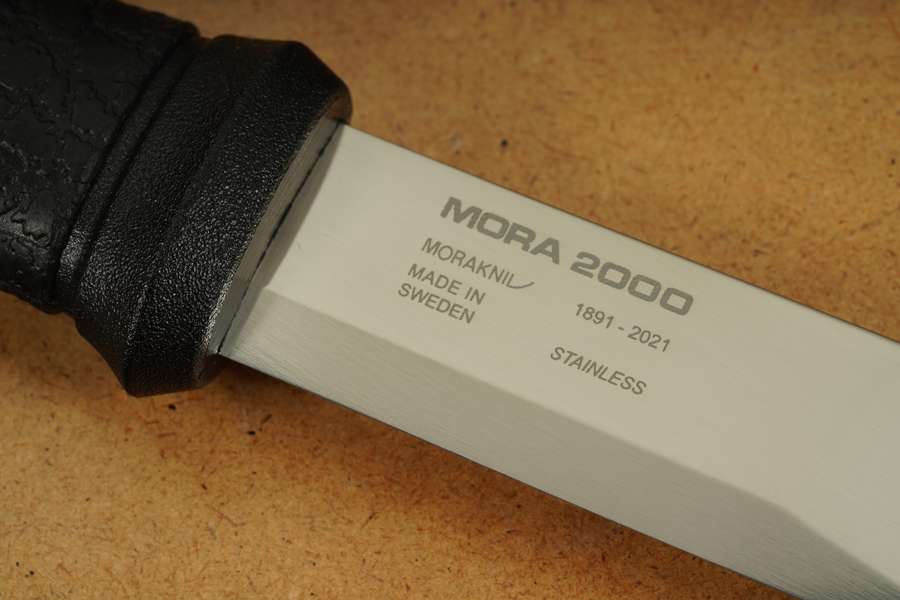 MORA 2000
MORAKNIV
MADE IN
SWEDEN
1891 - 2021
STAINLESS